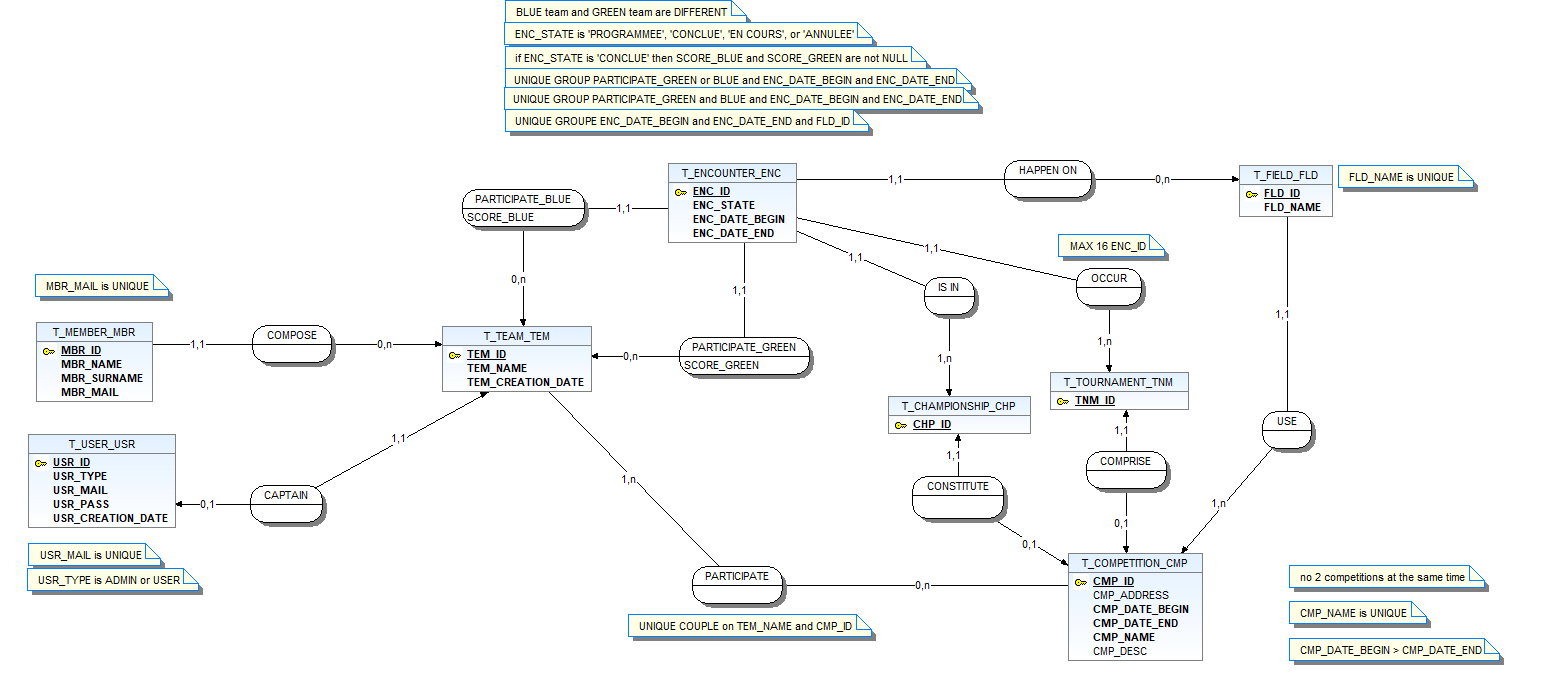 BLUE team and GREEN team are DIFFERENT
ENC_STATE is 'PROGRAMMEE', 'CONCLUE', 'EN COURS', or 'ANNULEE'
if ENC_STATE is 'CONCLUE' then SCORE_BLUE and SCORE_GREEN are not NULL
UNIQUE GROUP PARTICIPATE_GREEN or BLUE and ENC_DATE_BEGIN and ENC_DATE_END
UNIQUE GROUP PARTICIPATE_GREEN and BLUE and ENC_DATE_BEGIN and ENC_DATE_END
UNIQUE GROUPE ENC_DATE_BEGIN and ENC_DATE_END and FLD_ID
T_ENCOUNTER_ENC
ENC_ID
ENC_STATE
ENC_DATE_BEGIN
ENC_DATE_END
1,1
HAPPEN ON
0,n
T_FIELD_FLD
FLD_ID
FLD_NAME
FLD_NAME is UNIQUE
PARTICIPATE_BLUE
SCORE_BLUE
1,1
0,n
1,1
1,1
1,1
MAX 16 ENC_ID
IS IN
OCCUR
MBR_MAIL is UNIQUE
T_MEMBER_MBR
MBR_ID
MBR_NAME
MBR_SURNAME
MBR_MAIL
1,1
COMPOSE
0,n
T_TEAM_TEM
TEM_ID
TEM_NAME
TEM_CREATION_DATE
0,n
PARTICIPATE_GREEN
SCORE_GREEN
1,n
1,n
1,1
T_CHAMPIONSHIP_CHP
CHP_ID
T_TOURNAMENT_TNM
TNM_ID
T_USER_USR
USR_ID
USR_TYPE
USR_MAIL
USR_PASS
USR_CREATION_DATE
0,1
CAPTAIN
1,1
1,n
1,1
CONSTITUTE
0,1
1,1
COMPRISE
0,1
USE
1,n
USR_MAIL is UNIQUE
USR_TYPE is ADMIN or USER
PARTICIPATE
0,n
UNIQUE COUPLE on TEM_NAME and CMP_ID
T_COMPETITION_CMP
CMP_ID
CMP_ADDRESS
CMP_DATE_BEGIN
CMP_DATE_END
CMP_NAME
CMP_DESC
no 2 competitions at the same time
CMP_NAME is UNIQUE
CMP_DATE_BEGIN > CMP_DATE_END